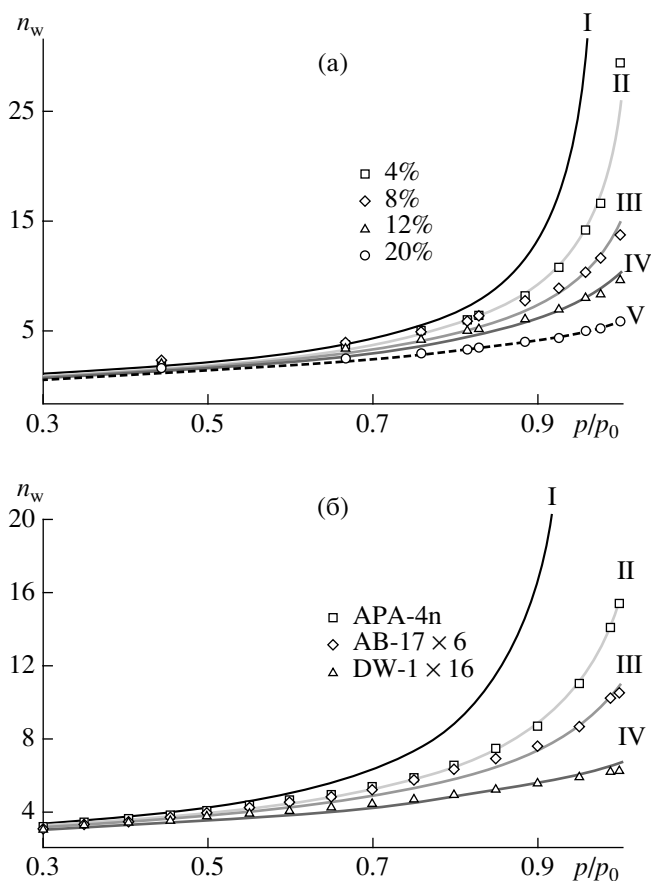 n_w
(а)
I
25
II
4%
8%
12%
20%
15
III
IV
5
V
0.3 0.5 0.7 0.9 p/p_0
n_w
(б)
I
20
16
II
APA-4n
AB-17 × 6
DW-1 × 16
12
III
8
IV
4
0.3 0.5 0.7 0.9 p/p_0